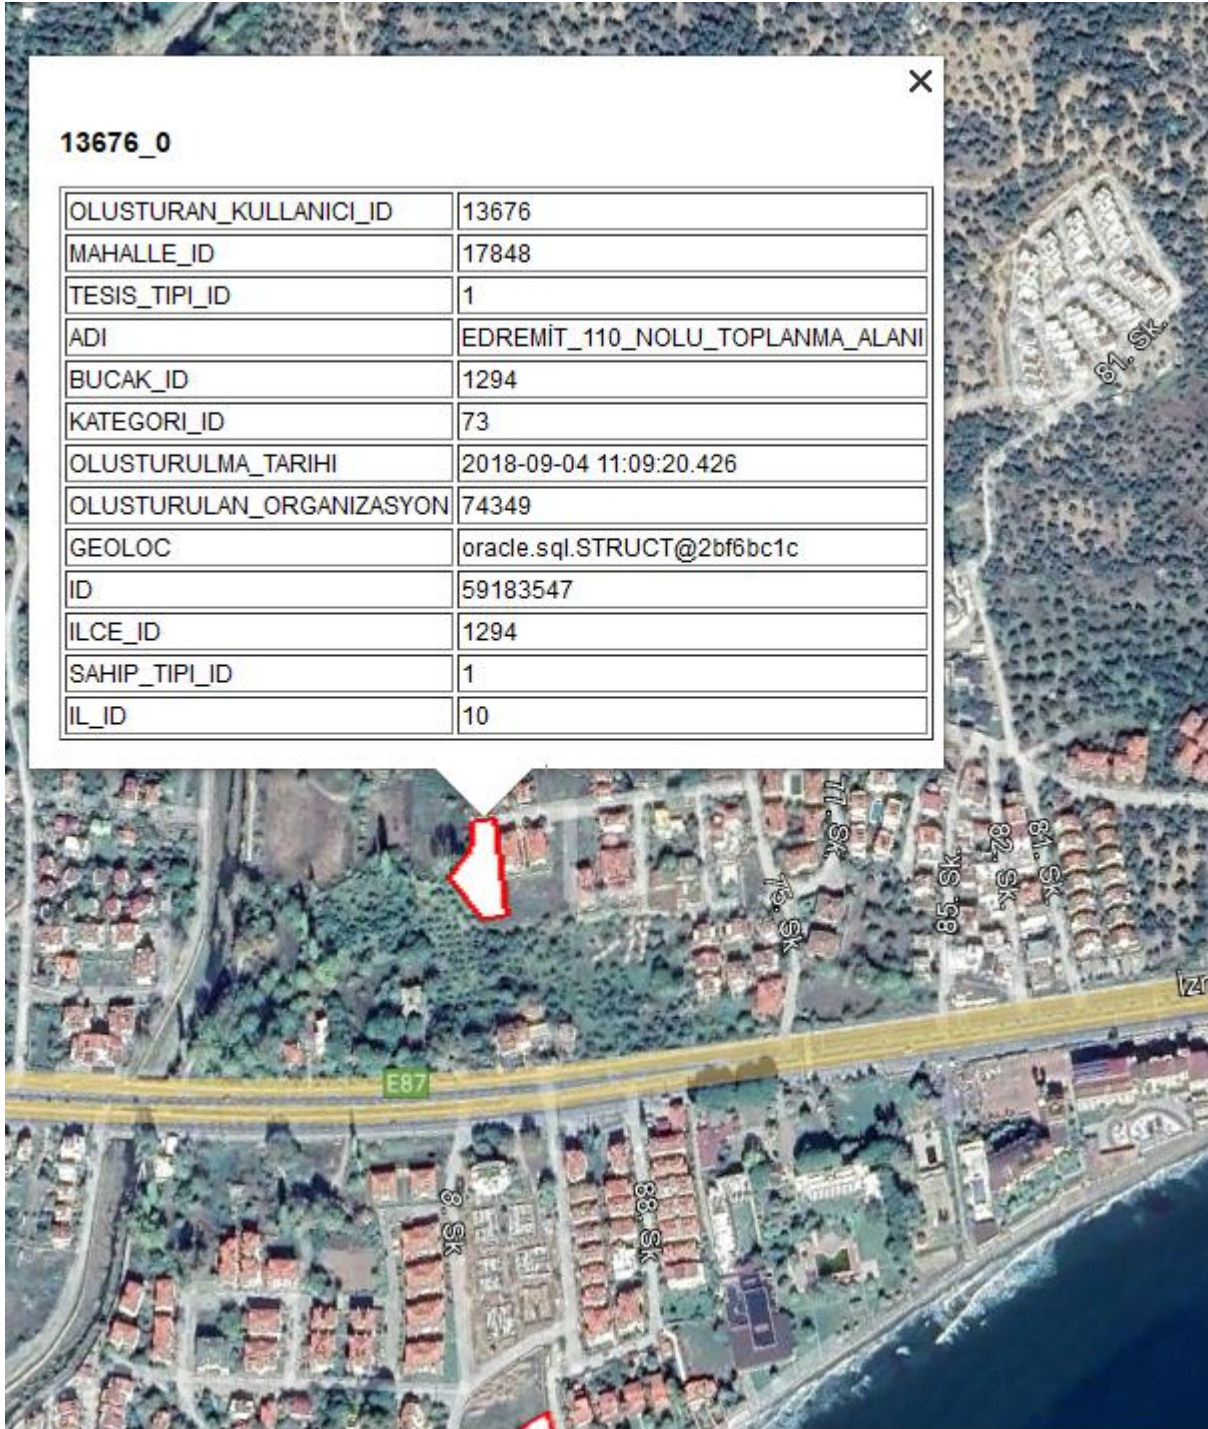 13676_0
OLUSTURAN_KULLANICI_ID 13676
MAHALLE_ID 17848
TESIS_TIPI_ID 1
ADI EDREMİT_110_NOLU_TOPLANMA_ALANI
BUCAK_ID 1294
KATEGORI_ID 73
OLUSTURULMA_TARIHI 2018-09-04 11:09:20.426
OLUSTURULAN_ORGANIZASYON 74349
GEOLOC oracle.sql.STRUCT@2bf6bc1c
ID 59183547
ILCE_ID 1294
SAHIP_TIPI_ID 1
IL_ID 10
81. Sk.
77. Sk
82. Sk.
81. Sk.
85. Sk.
75. Sk
İzm
E87
8. Sk
88. Sk